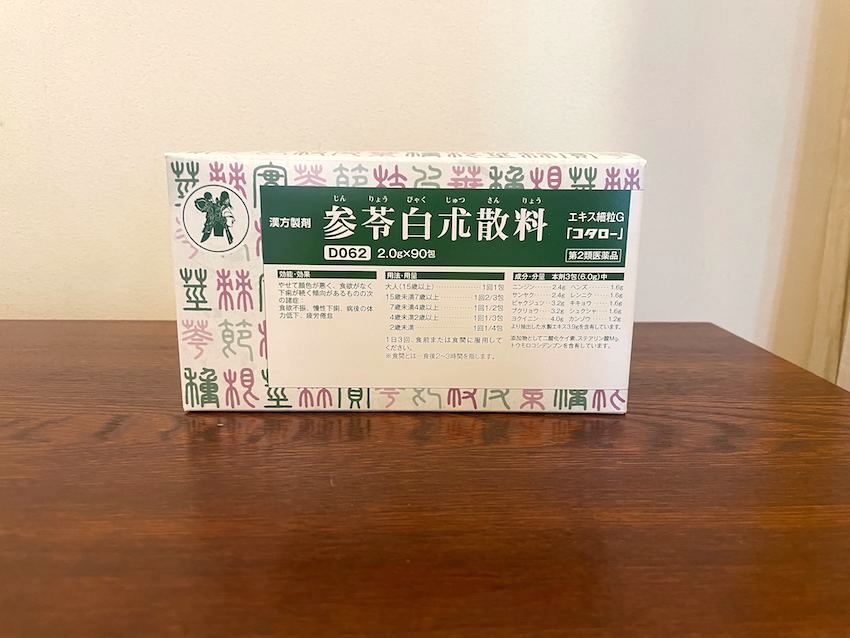 じん りょう びゃく じゅつ さん りょう
漢方製剤 参苓白朮散料 エキス細粒G
「コタロー」
D062 2.0g×90包 第2類医薬品
効能・効果
やせて顔色が悪く、食欲がなく
下痢が続く傾向があるものの次
の諸症:
食欲不振、慢性下痢、病後の体
力低下、疲労倦怠
用法・用量
大人(15歳以上)…………1回1包
15歳未満7歳以上…………1回2/3包
7歳未満4歳以上…………1回1/2包
4歳未満2歳以上…………1回1/3包
2歳未満…………1回1/4包
1日3回、食前または食間に服用して
ください。
※食間とは…食後2〜3時間を指します。
成分・分量 本剤3包(6.0g)中
ニンジン……2.4g ヘンズ……1.6g
サンヤク……2.4g レンニク……1.6g
ビャクジュツ…3.2g キキョウ……1.6g
ブクリョウ……3.2g シュクシャ……1.6g
ヨクイニン……4.0g カンゾウ……1.2g
より抽出した水製エキス3.9gを含有しています。
添加物として二酸化ケイ素、ステアリン酸Mg、
トウモロコシデンプンを含有しています。